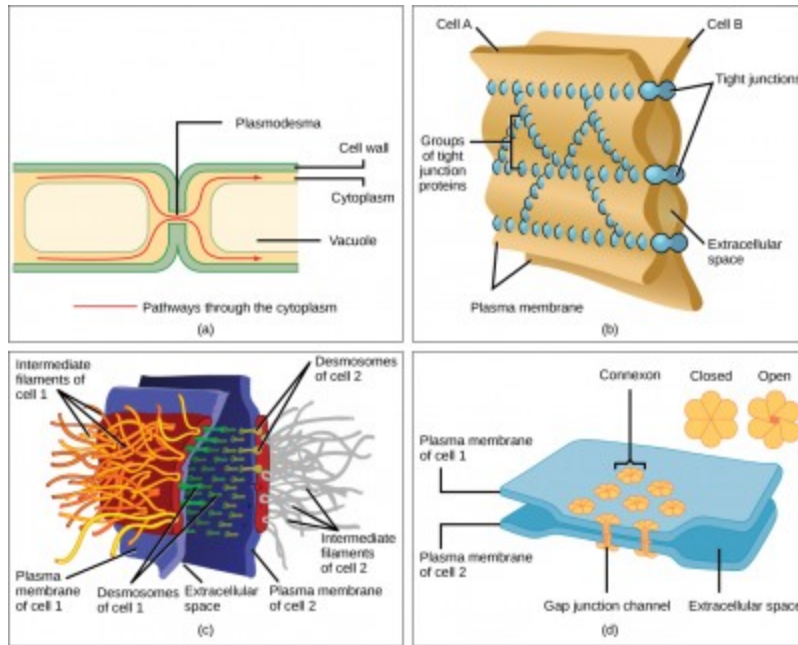 Plasmodesma
Cell wall
Cytoplasm
Vacuole
Pathways through the cytoplasm
(a)
Cell A
Cell B
Tight junctions
Groups
of tight
junction
proteins
Extracellular
space
Plasma membrane
(b)
Intermediate
filaments of
cell 1
Desmosomes
of cell 2
Intermediate
filaments of
cell 2
Plasma
membrane
of cell 1
Desmosomes
of cell 1
Extracellular
space
Plasma membrane
of cell 2
(c)
Connexon
Closed
Open
Plasma membrane
of cell 1
Plasma membrane
of cell 2
Gap junction channel
Extracellular space
(d)